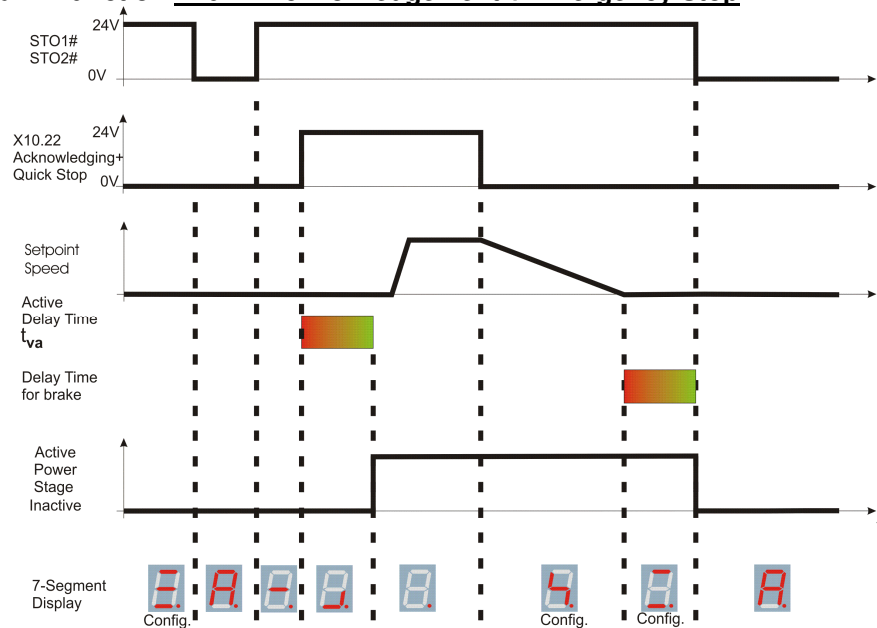 24V
STO1#
STO2#
0V
X10.22
24V
Acknowledging+
Quick Stop
0V
Setpoint
Speed
Active
Delay Time
tva
Delay Time
for brake
Active
Power
Stage
Inactive
7-Segment
Display
Config.
Config.
Config.